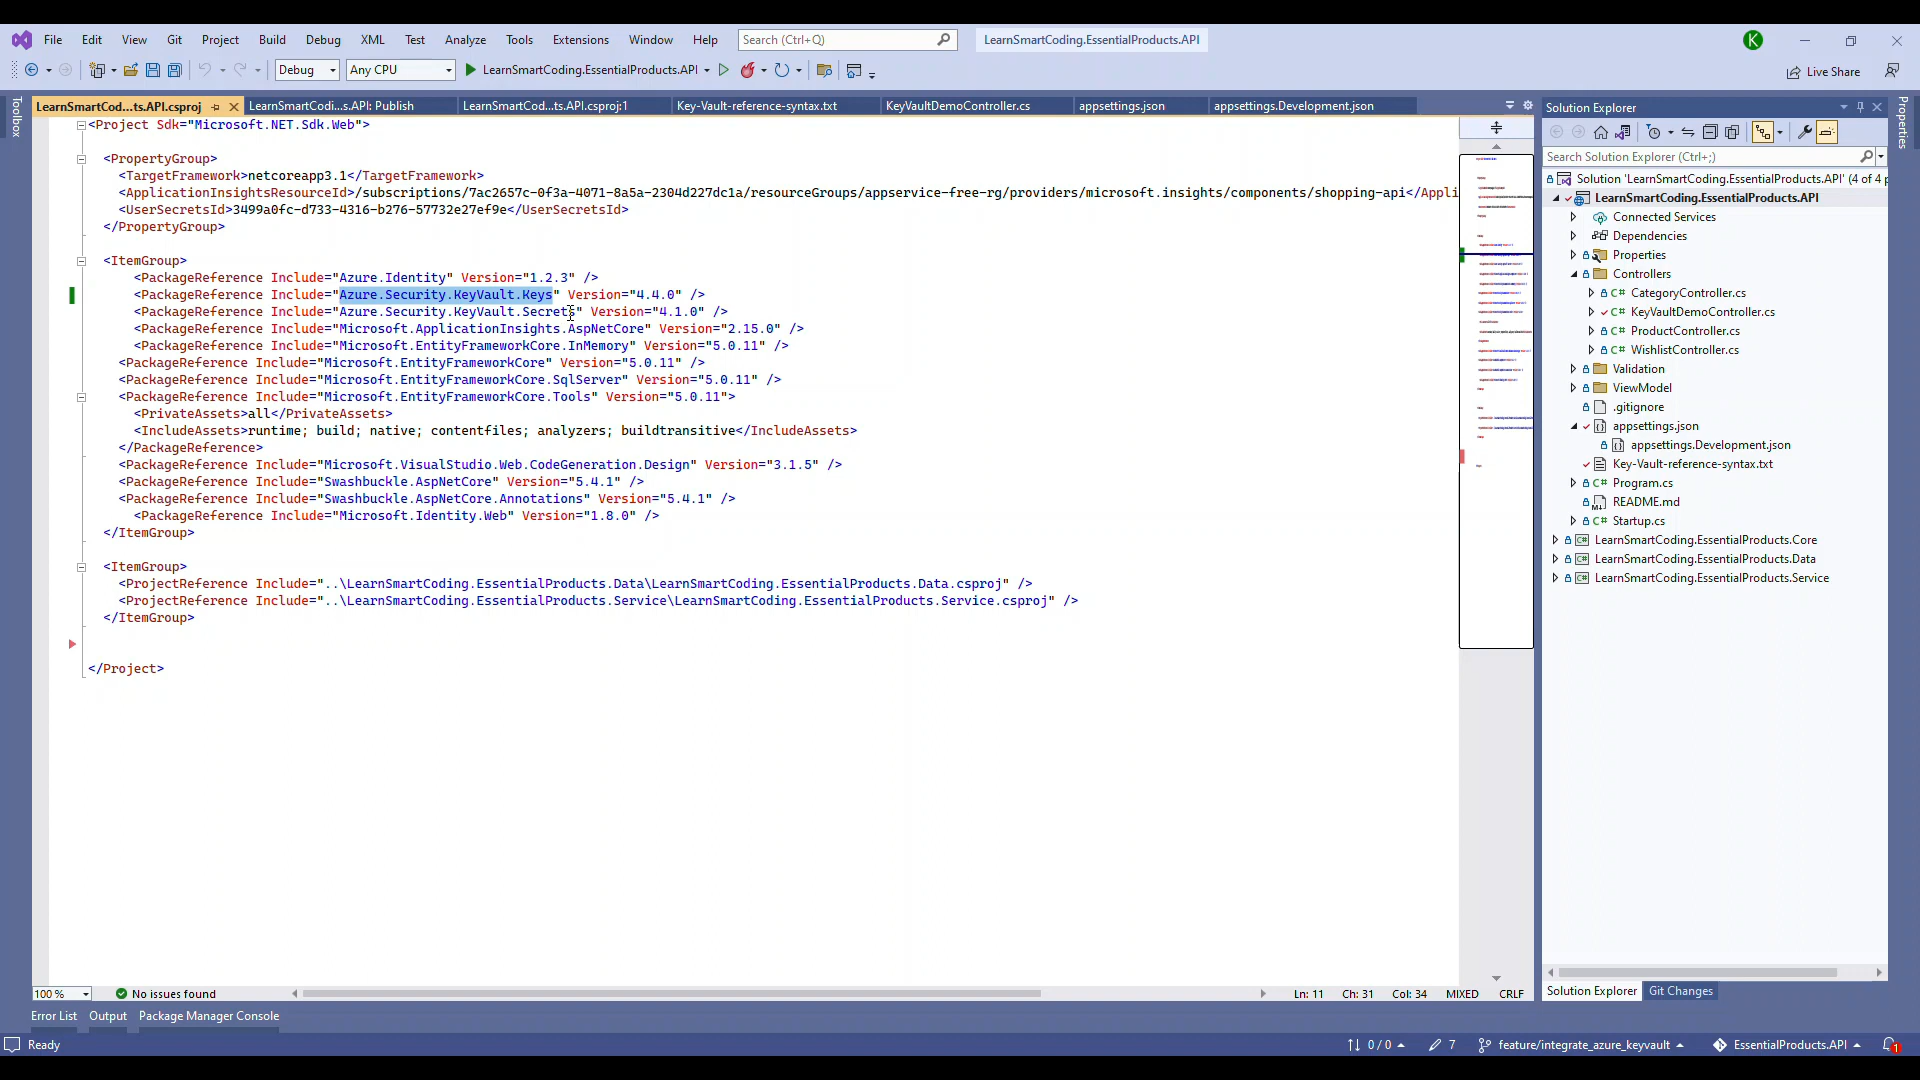 File Edit View Git Project Build Debug XML Test Analyze Tools Extensions Window Help Search (Ctrl+Q) LearnSmartCoding.EssentialProducts.API K
Debug Any CPU LearnSmartCoding.EssentialProducts.API Live Share
Toolbox
LearnSmartCod...ts.API.csproj LearnSmartCodi...s.API: Publish LearnSmartCod...ts.API.csproj:1 Key-Vault-reference-syntax.txt KeyVaultDemoController.cs appsettings.json appsettings.Development.json
<Project Sdk="Microsoft.NET.Sdk.Web">
<PropertyGroup>
<TargetFramework>netcoreapp3.1</TargetFramework>
<ApplicationInsightsResourceId>/subscriptions/7ac2657c-0f3a-4071-8a5a-2304d227dc1a/resourceGroups/appservice-free-rg/providers/microsoft.insights/components/shopping-api</Appli
<UserSecretsId>3499a0fc-d733-4316-b276-57732e27ef9e</UserSecretsId>
</PropertyGroup>
<ItemGroup>
<PackageReference Include="Azure.Identity" Version="1.2.3" />
<PackageReference Include="Azure.Security.KeyVault.Keys" Version="4.4.0" />
<PackageReference Include="Azure.Security.KeyVault.Secrets" Version="4.1.0" />
<PackageReference Include="Microsoft.ApplicationInsights.AspNetCore" Version="2.15.0" />
<PackageReference Include="Microsoft.EntityFrameworkCore.InMemory" Version="5.0.11" />
<PackageReference Include="Microsoft.EntityFrameworkCore" Version="5.0.11" />
<PackageReference Include="Microsoft.EntityFrameworkCore.SqlServer" Version="5.0.11" />
<PackageReference Include="Microsoft.EntityFrameworkCore.Tools" Version="5.0.11">
<PrivateAssets>all</PrivateAssets>
<IncludeAssets>runtime; build; native; contentfiles; analyzers; buildtransitive</IncludeAssets>
</PackageReference>
<PackageReference Include="Microsoft.VisualStudio.Web.CodeGeneration.Design" Version="3.1.5" />
<PackageReference Include="Swashbuckle.AspNetCore" Version="5.4.1" />
<PackageReference Include="Swashbuckle.AspNetCore.Annotations" Version="5.4.1" />
<PackageReference Include="Microsoft.Identity.Web" Version="1.8.0" />
</ItemGroup>
<ItemGroup>
<ProjectReference Include="..\LearnSmartCoding.EssentialProducts.Data\LearnSmartCoding.EssentialProducts.Data.csproj" />
<ProjectReference Include="..\LearnSmartCoding.EssentialProducts.Service\LearnSmartCoding.EssentialProducts.Service.csproj" />
</ItemGroup>
</Project>
100 % No issues found Ln: 11 Ch: 31 Col: 34 MIXED CRLF
Solution Explorer
Search Solution Explorer (Ctrl+;)
Solution 'LearnSmartCoding.EssentialProducts.API' (4 of 4 p
LearnSmartCoding.EssentialProducts.API
Connected Services
Dependencies
Properties
Controllers
C# CategoryController.cs
C# KeyVaultDemoController.cs
C# ProductController.cs
C# WishlistController.cs
Validation
ViewModel
.gitignore
appsettings.json
appsettings.Development.json
Key-Vault-reference-syntax.txt
C# Program.cs
README.md
C# Startup.cs
C# LearnSmartCoding.EssentialProducts.Core
C# LearnSmartCoding.EssentialProducts.Data
C# LearnSmartCoding.EssentialProducts.Service
Solution Explorer Git Changes
Properties
Error List Output Package Manager Console
Ready 0 / 0 7 feature/integrate_azure_keyvault EssentialProducts.API 1